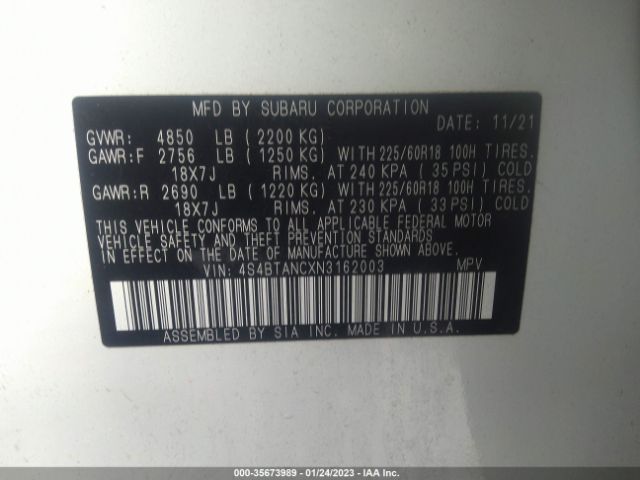 MFD BY SUBARU CORPORATION
DATE: 11/21
GVWR: 4850 LB (2200 KG)
GAWR:F 2756 LB (1250 KG) WITH 225/60R18 100H TIRES.
18X7J RIMS. AT 240 KPA (35 PSI) COLD
GAWR:R 2690 LB (1220 KG) WITH 225/60R18 100H TIRES.
18X7J RIMS. AT 230 KPA (33 PSI) COLD
THIS VEHICLE CONFORMS TO ALL APPLICABLE FEDERAL MOTOR
VEHICLE SAFETY AND THEFT PREVENTION STANDARDS
IN EFFECT ON THE DATE OF MANUFACTURE SHOWN ABOVE.
VIN: 4S4BTANCXN3162003 MPV
ASSEMBLED BY SIA INC. MADE IN U.S.A.
000-35673989 - 01/24/2023 - IAAI Inc.